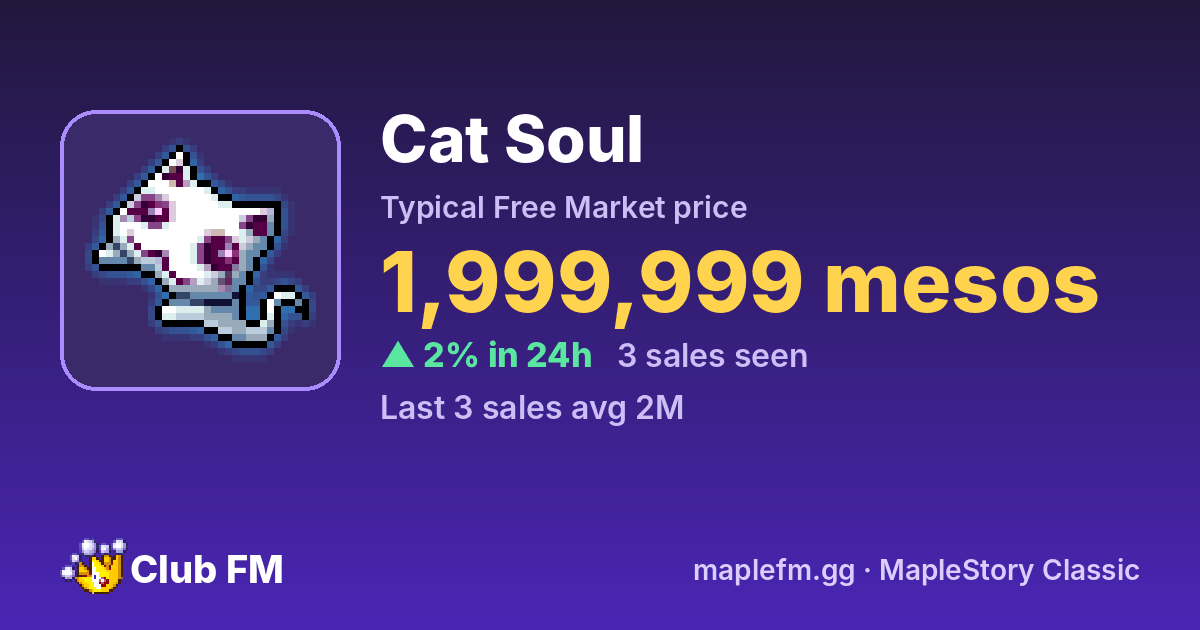 Cat Soul
Typical Free Market price
1,999,999 mesos
▲ 2% in 24h 3 sales seen
Last 3 sales avg 2M
Club FM
maplefm.gg · MapleStory Classic